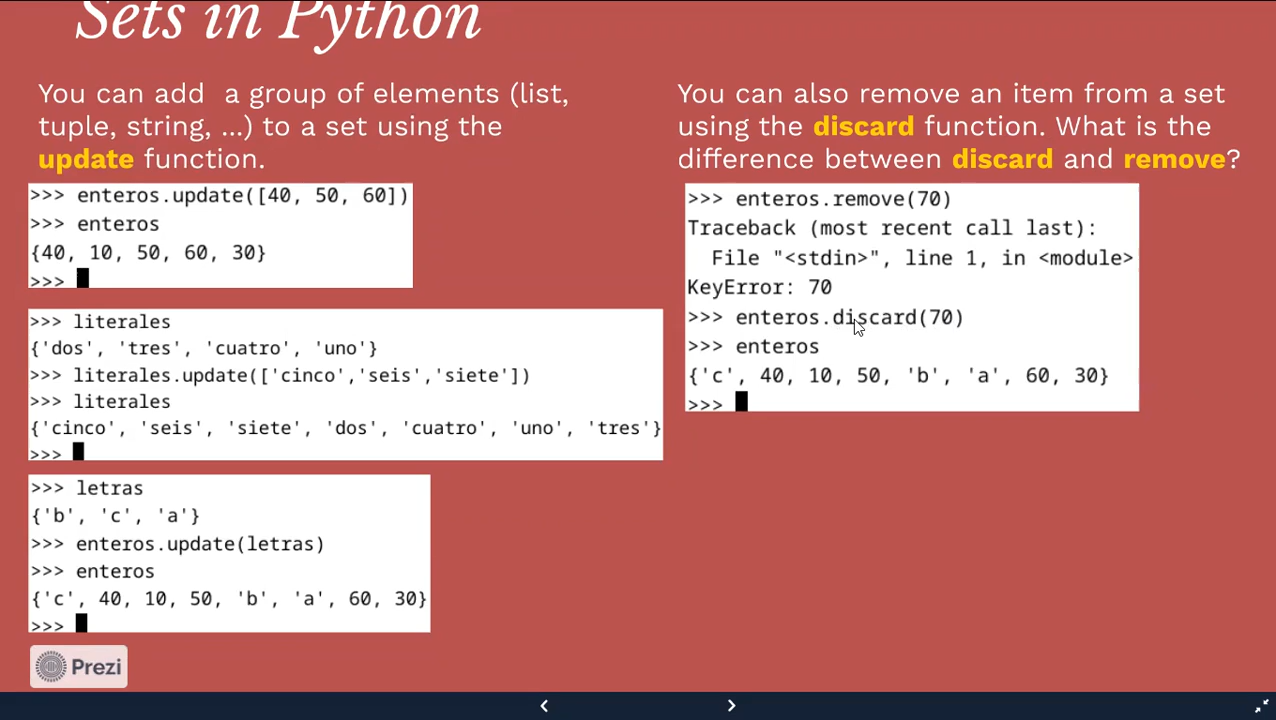 Sets in Python
You can add a group of elements (list,
tuple, string, ...) to a set using the
update function.
>>> enteros.update([40, 50, 60])
>>> enteros
{40, 10, 50, 60, 30}
>>>
>>> literales
{'dos', 'tres', 'cuatro', 'uno'}
>>> literales.update(['cinco','seis','siete'])
>>> literales
{'cinco', 'seis', 'siete', 'dos', 'cuatro', 'uno', 'tres'}
>>>
>>> letras
{'b', 'c', 'a'}
>>> enteros.update(letras)
>>> enteros
{'c', 40, 10, 50, 'b', 'a', 60, 30}
>>>
You can also remove an item from a set
using the discard function. What is the
difference between discard and remove?
>>> enteros.remove(70)
Traceback (most recent call last):
File "<stdin>", line 1, in <module>
KeyError: 70
>>> enteros.discard(70)
>>> enteros
{'c', 40, 10, 50, 'b', 'a', 60, 30}
>>>
Prezi